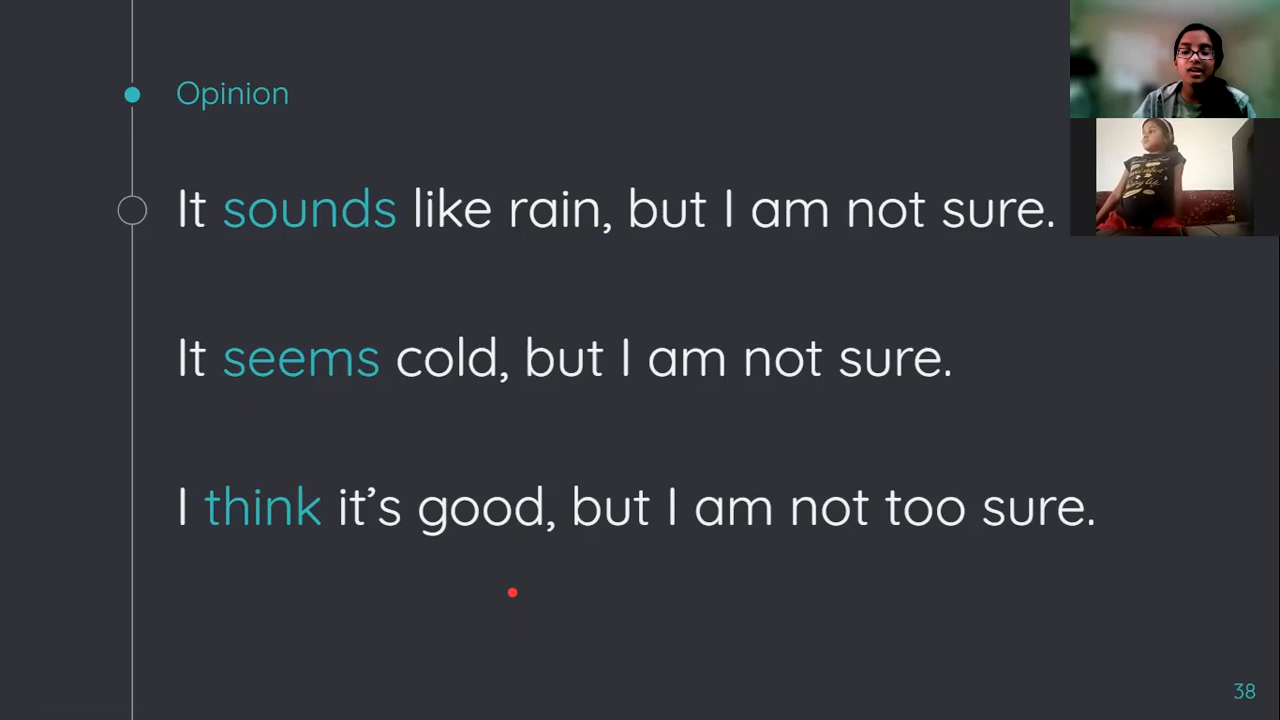 Opinion
It sounds like rain, but I am not sure.
It seems cold, but I am not sure.
I think it’s good, but I am not too sure.
38